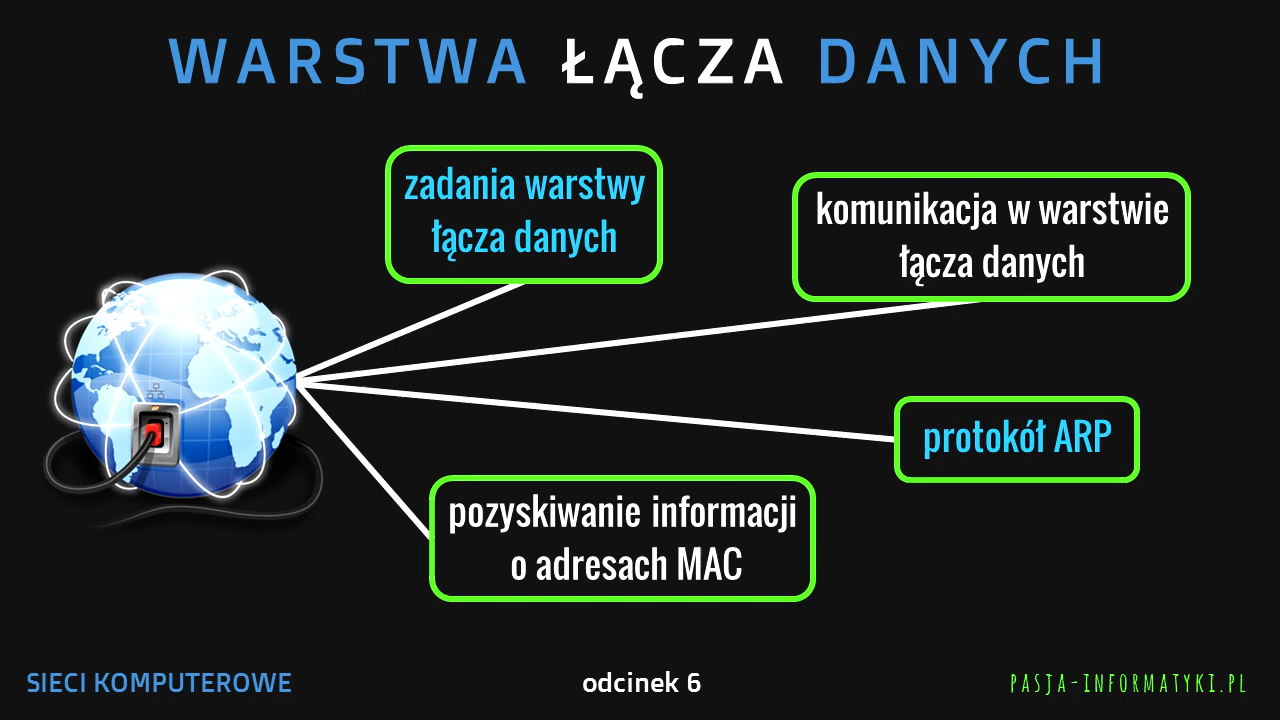 WARSTWA ŁĄCZA DANYCH
zadania warstwy
łącza danych
komunikacja w warstwie
łącza danych
protokół ARP
pozyskiwanie informacji
o adresach MAC
SIECI KOMPUTEROWE
odcinek 6
PASJA-INFORMATYKI.PL